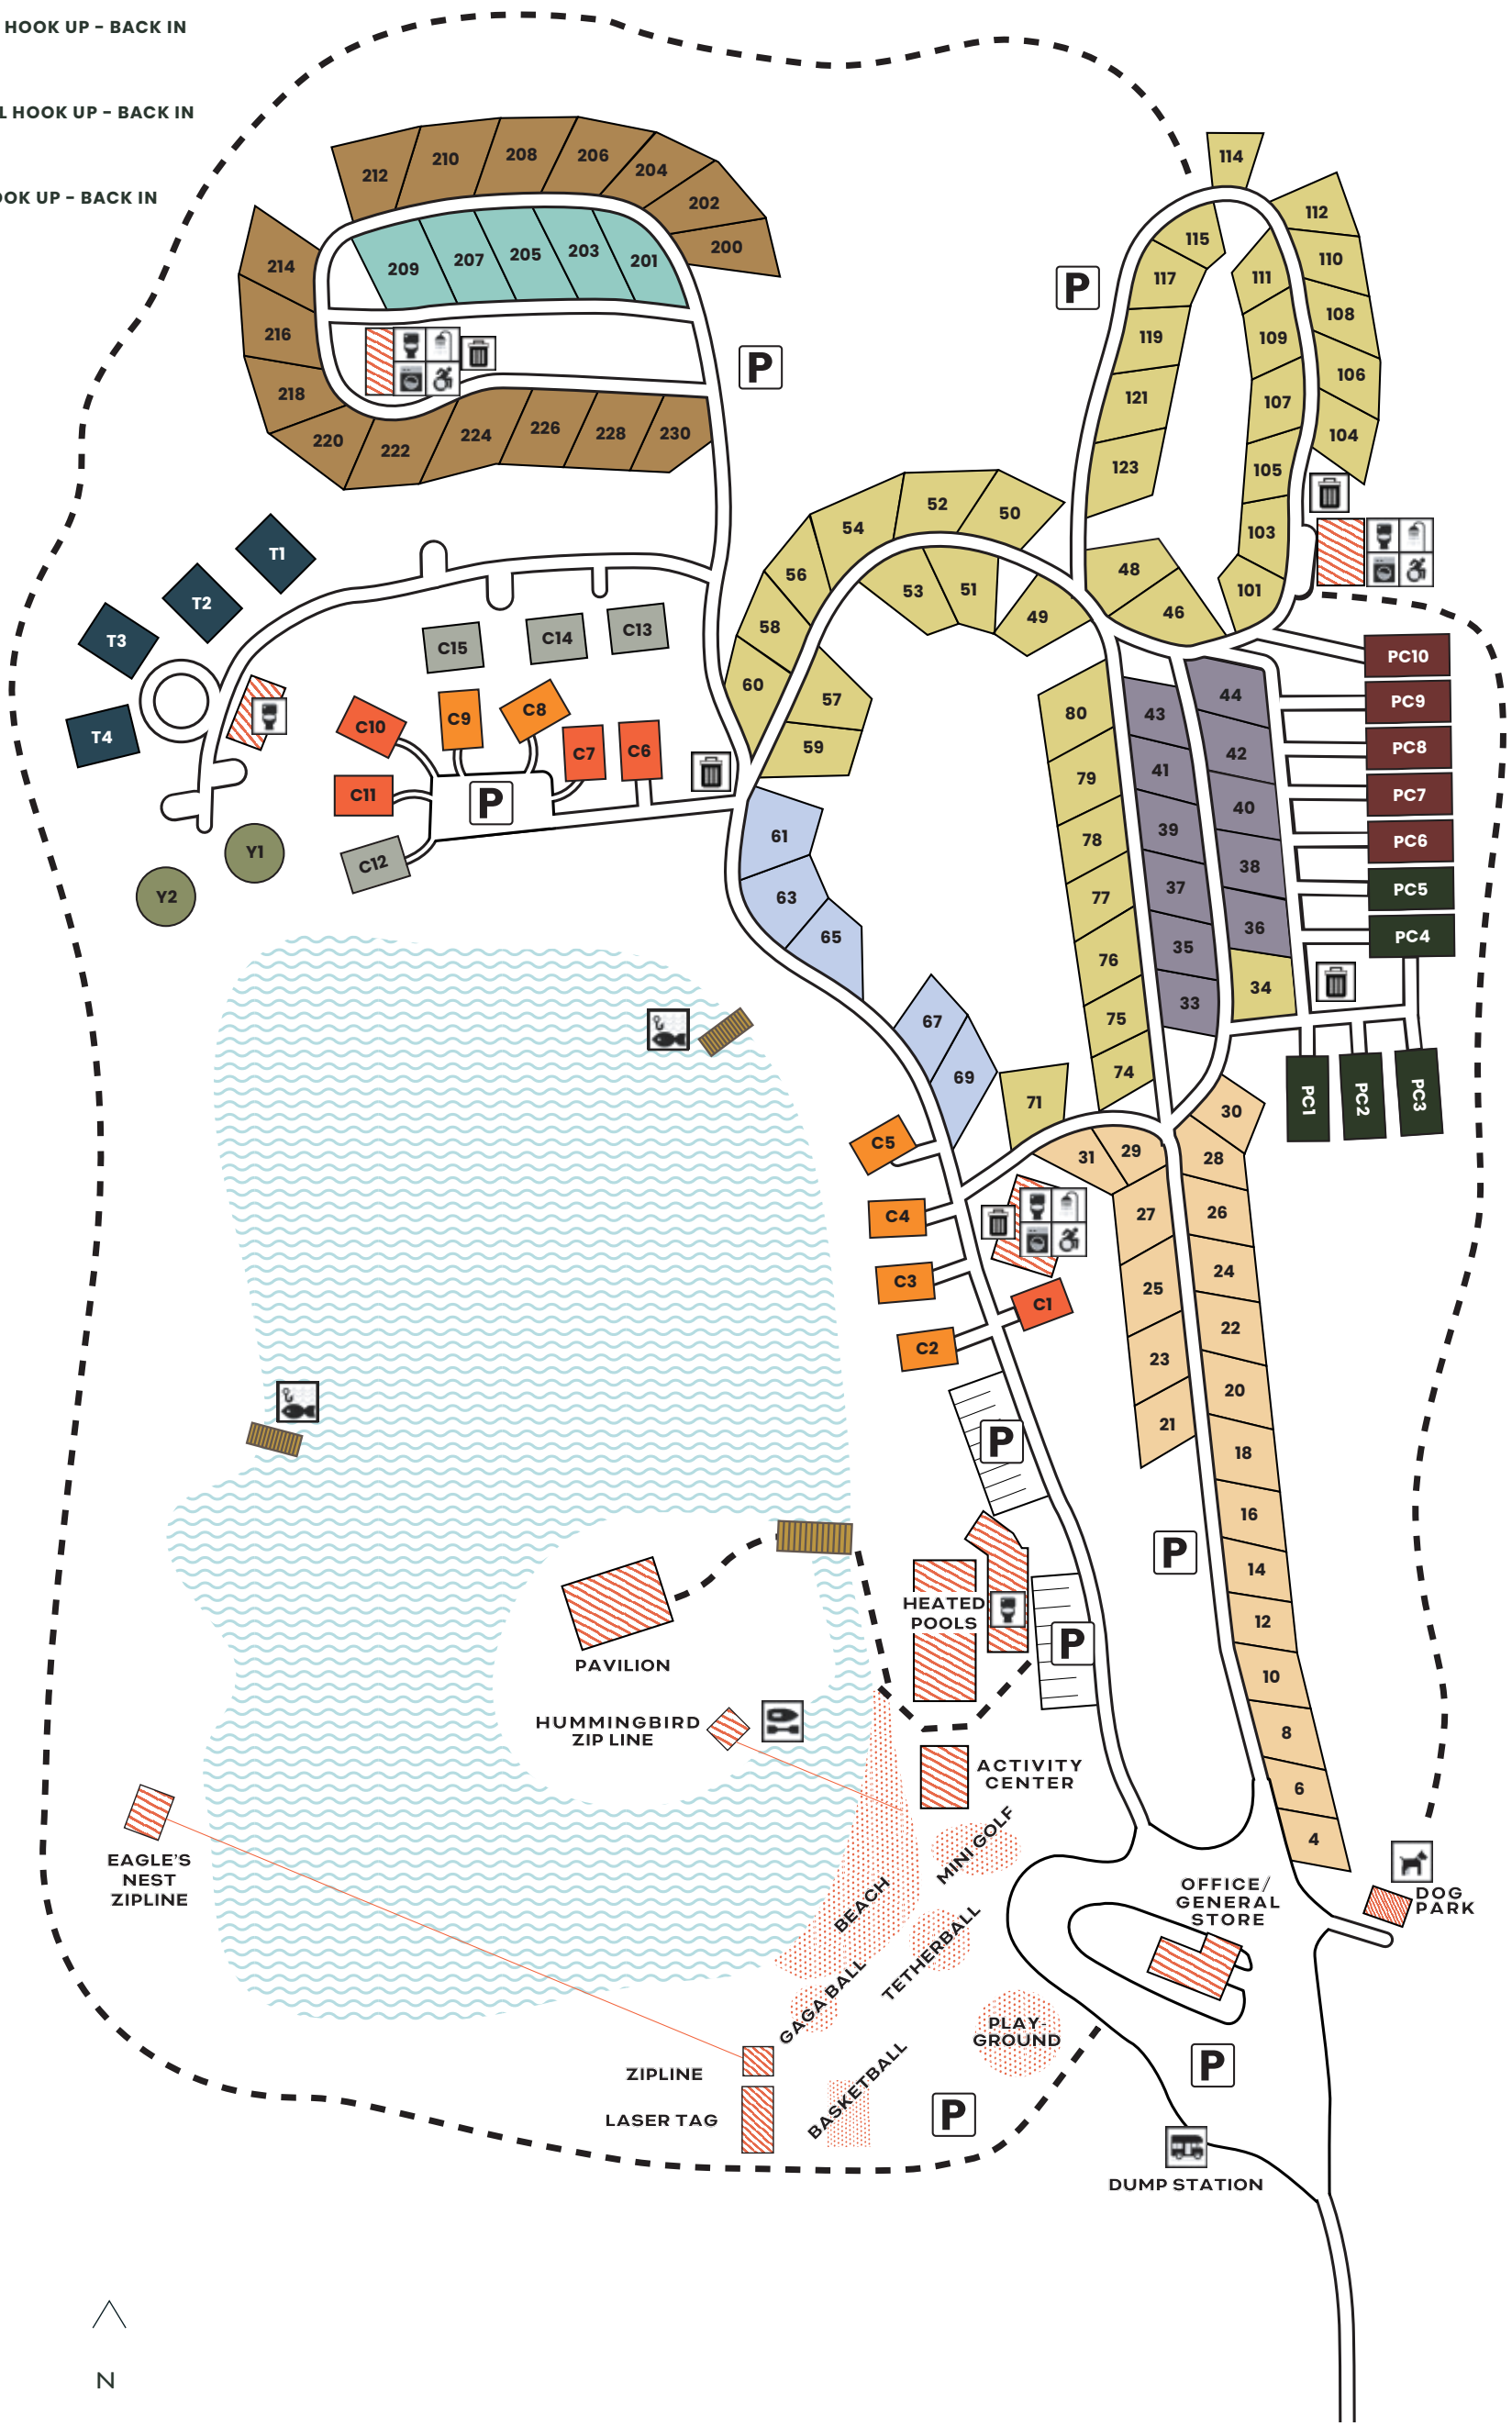 HOOK UP – BACK IN
L HOOK UP – BACK IN
OOK UP – BACK IN
114
212
210
208
206
204
202
200
112
110
108
106
104
115
117
119
121
123
111
109
107
105
103
101
P
214
216
218
220
222
224
226
228
230
209
207
205
203
201
P
T1
T2
T3
T4
C15
C14
C13
C10
C9
C8
C7
C6
C11
C12
P
Y1
Y2
50
52
54
56
58
60
53
51
49
57
59
48
46
61
63
65
67
69
71
80
79
78
77
76
75
74
43
41
39
37
35
33
44
42
40
38
36
34
PC10
PC9
PC8
PC7
PC6
PC5
PC4
PC1
PC2
PC3
C5
C4
C3
C2
C1
31
29
27
25
23
21
30
28
26
24
22
20
18
16
14
12
10
8
6
4
P
P
P
HEATED
POOLS
PAVILION
HUMMINGBIRD
ZIP LINE
ACTIVITY
CENTER
MINI GOLF
BEACH
TETHERBALL
GAGA BALL
PLAY-
GROUND
BASKETBALL
EAGLE'S
NEST
ZIPLINE
ZIPLINE
LASER TAG
P
OFFICE/
GENERAL
STORE
DOG
PARK
P
DUMP STATION
N